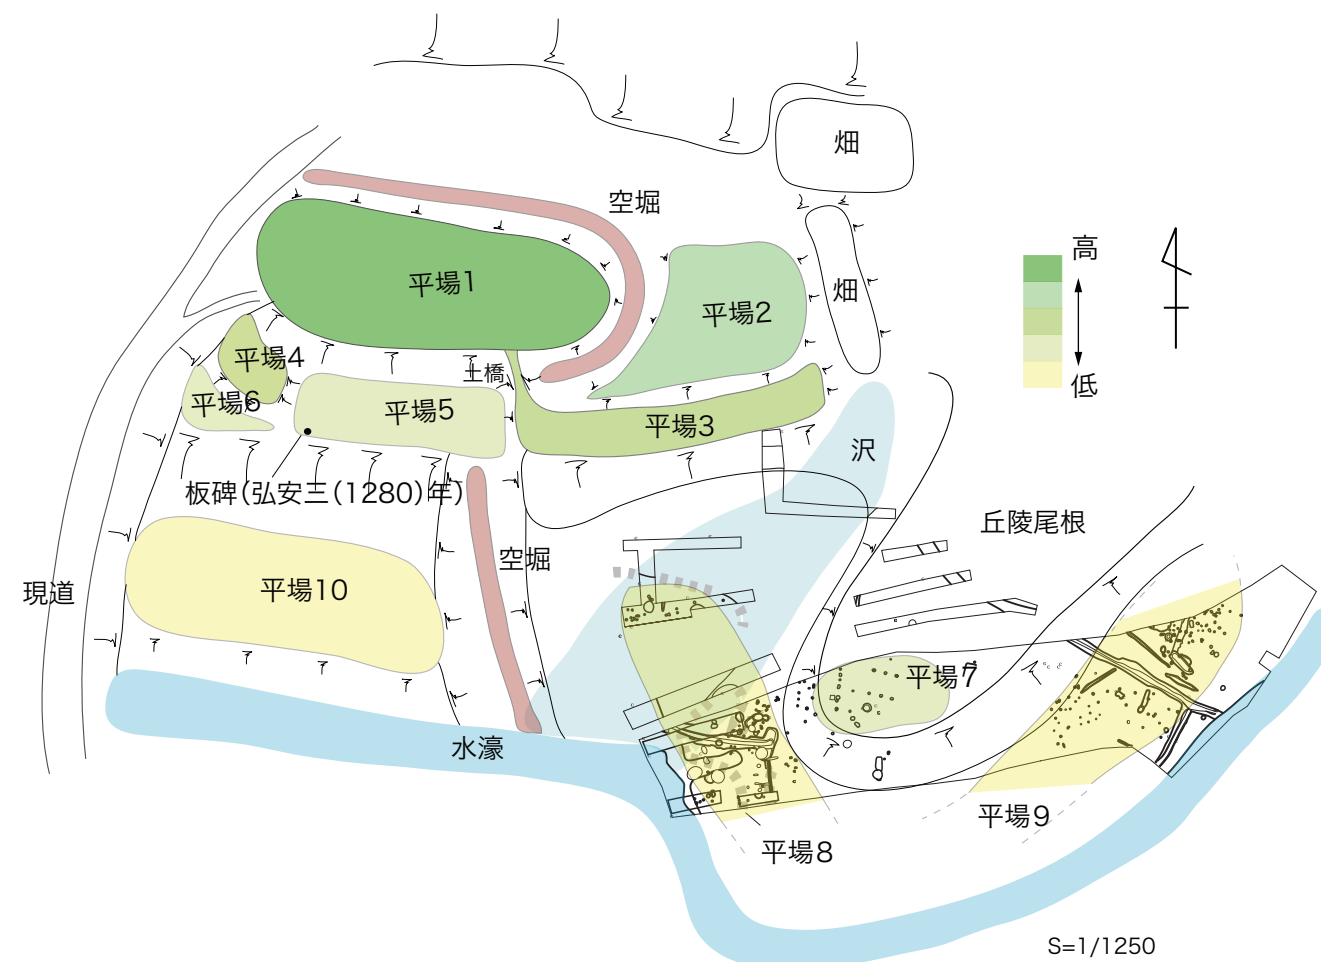 畑
空堀
高
平場1
畑
平場2
平場4
土橋
低
平場6
平場5
平場3
沢
板碑（弘安三（1280）年）
丘陵尾根
空堀
現道
平場10
平場7
水濠
平場9
平場8
S=1/1250